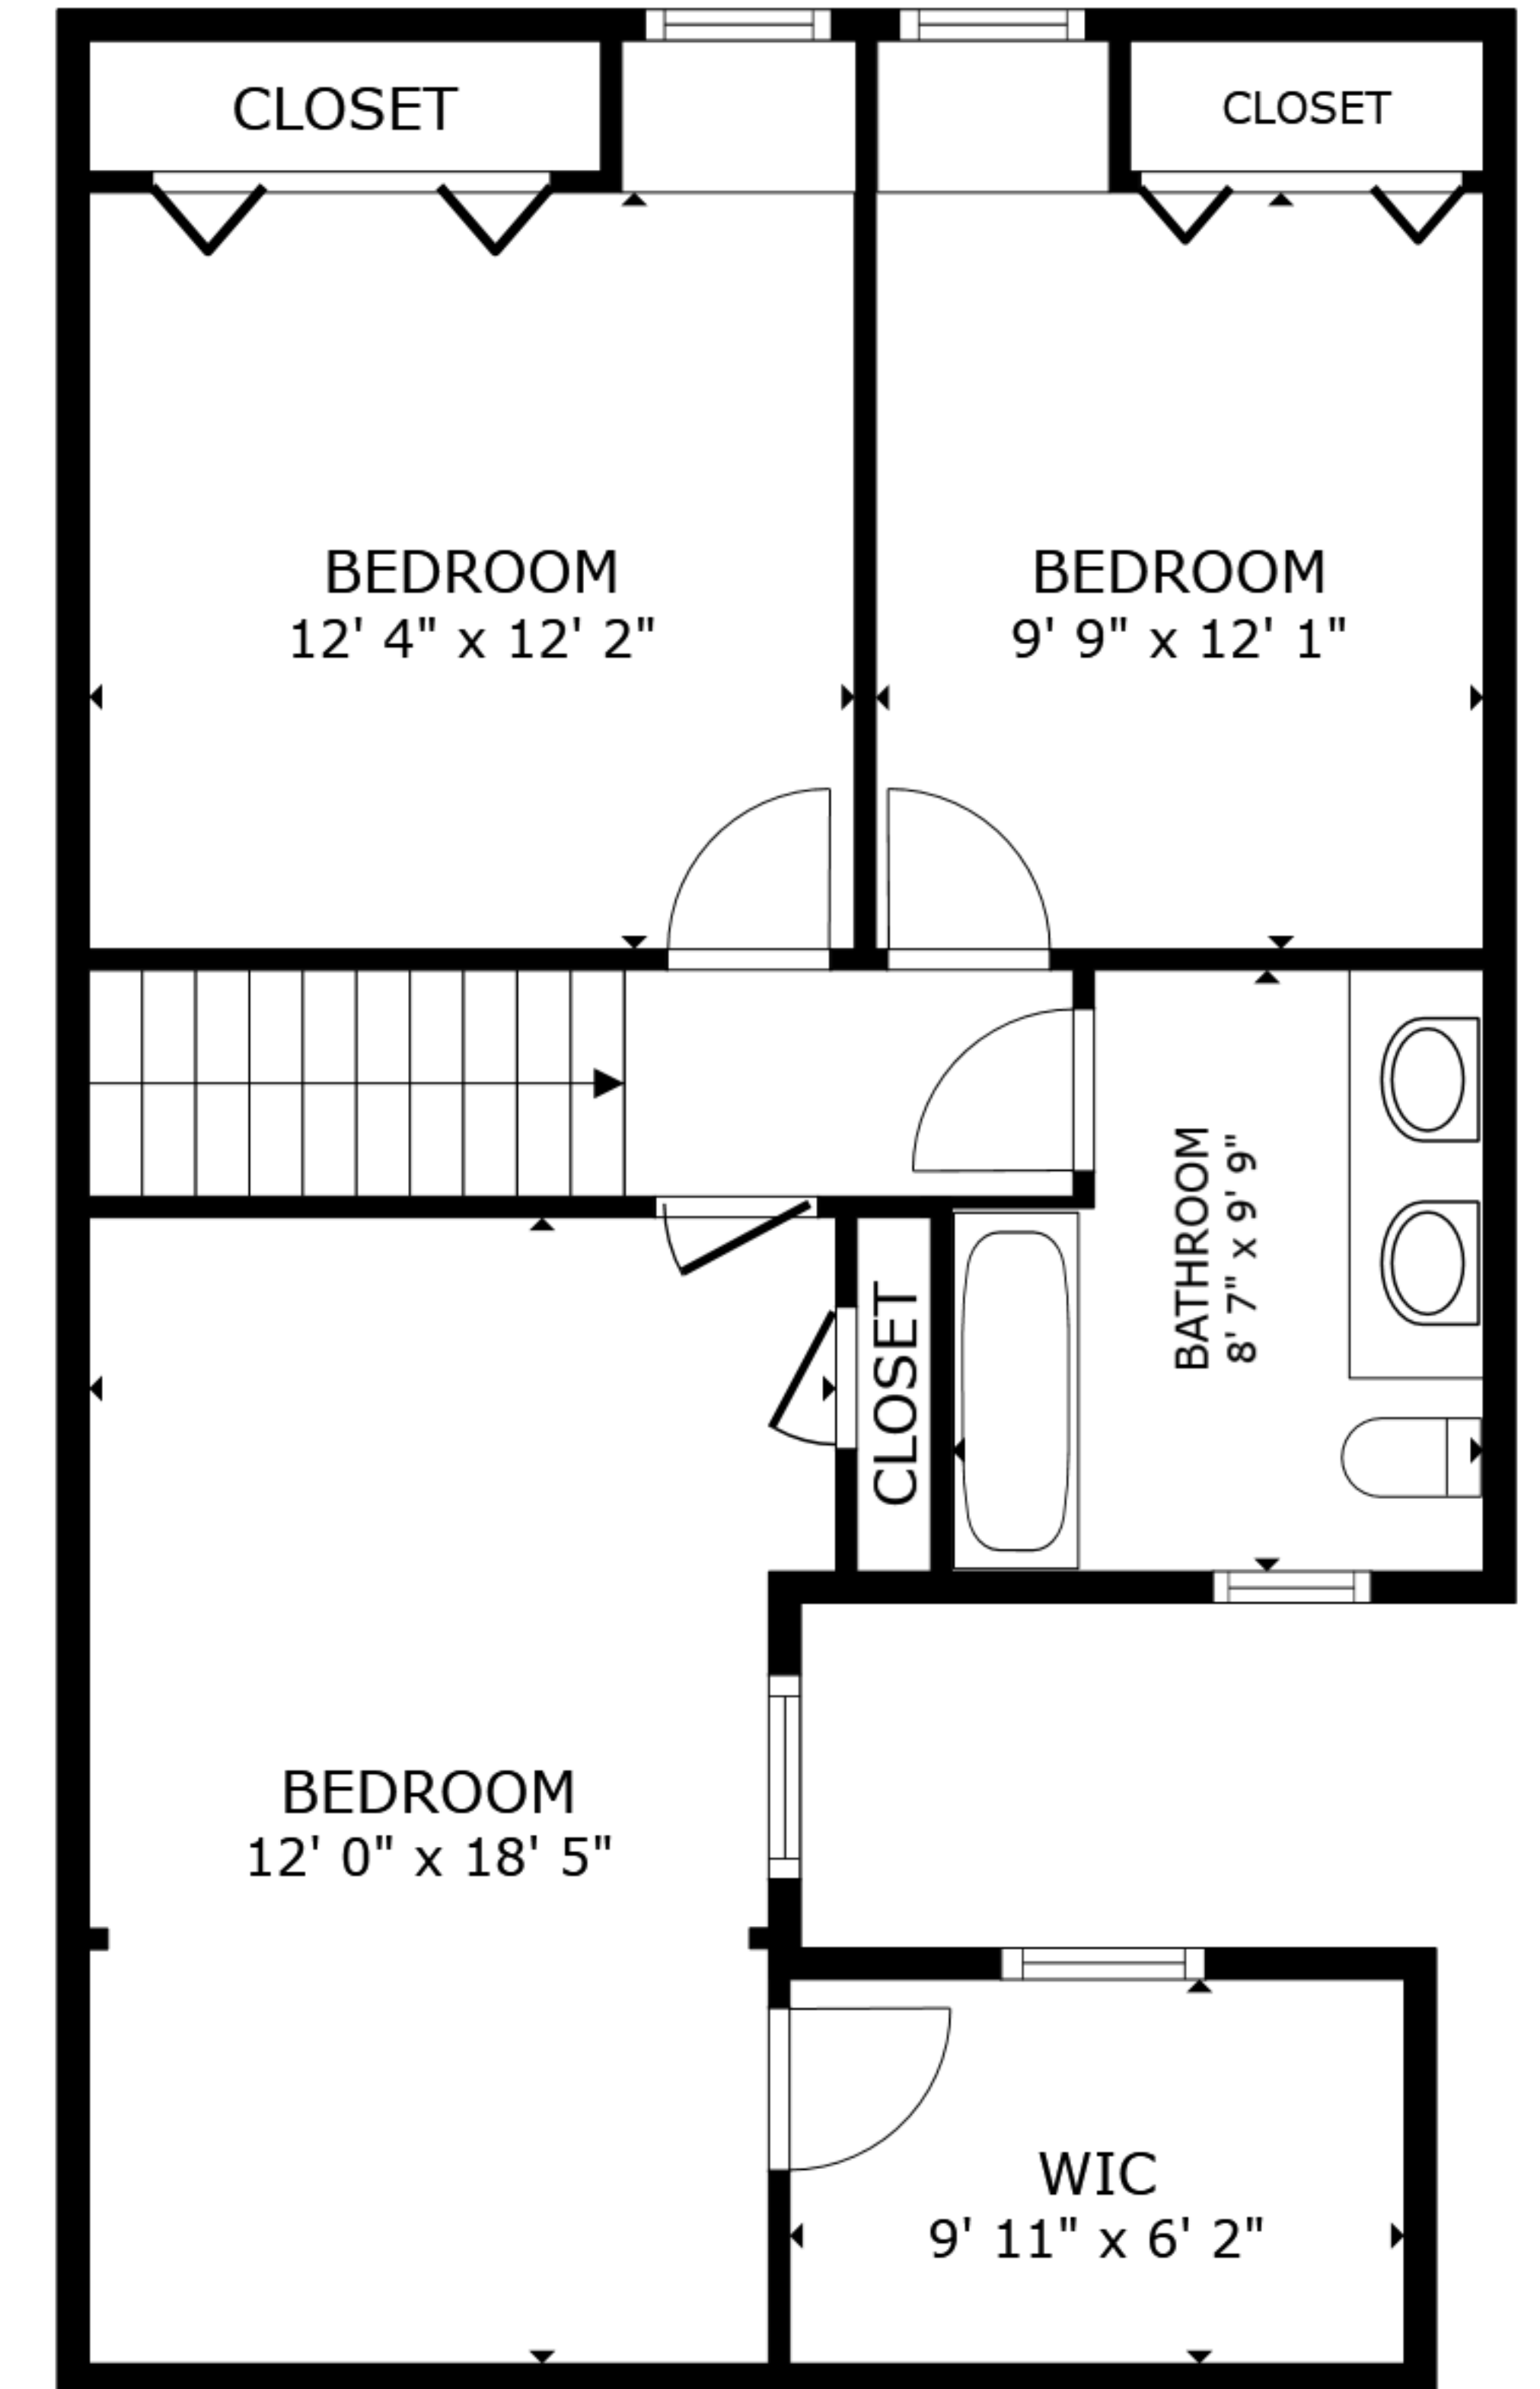 CLOSET
CLOSET
BEDROOM
12' 4" x 12' 2"
BEDROOM
9' 9" x 12' 1"
BATHROOM
8' 7" x 9' 9"
CLOSET
BEDROOM
12' 0" x 18' 5"
WIC
9' 11" x 6' 2"